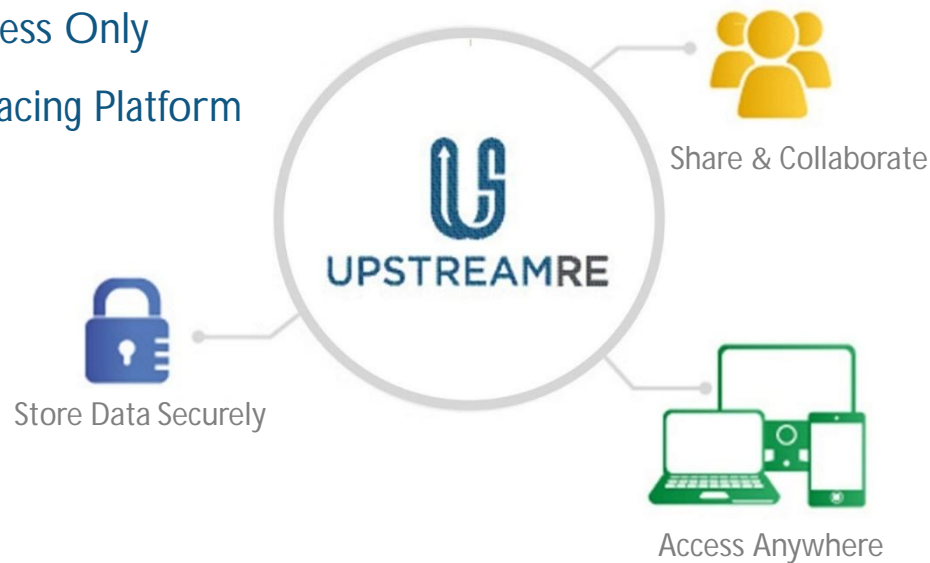 ess Only
acing Platform
Share & Collaborate
UPSTREAMRE
Store Data Securely
Access Anywhere